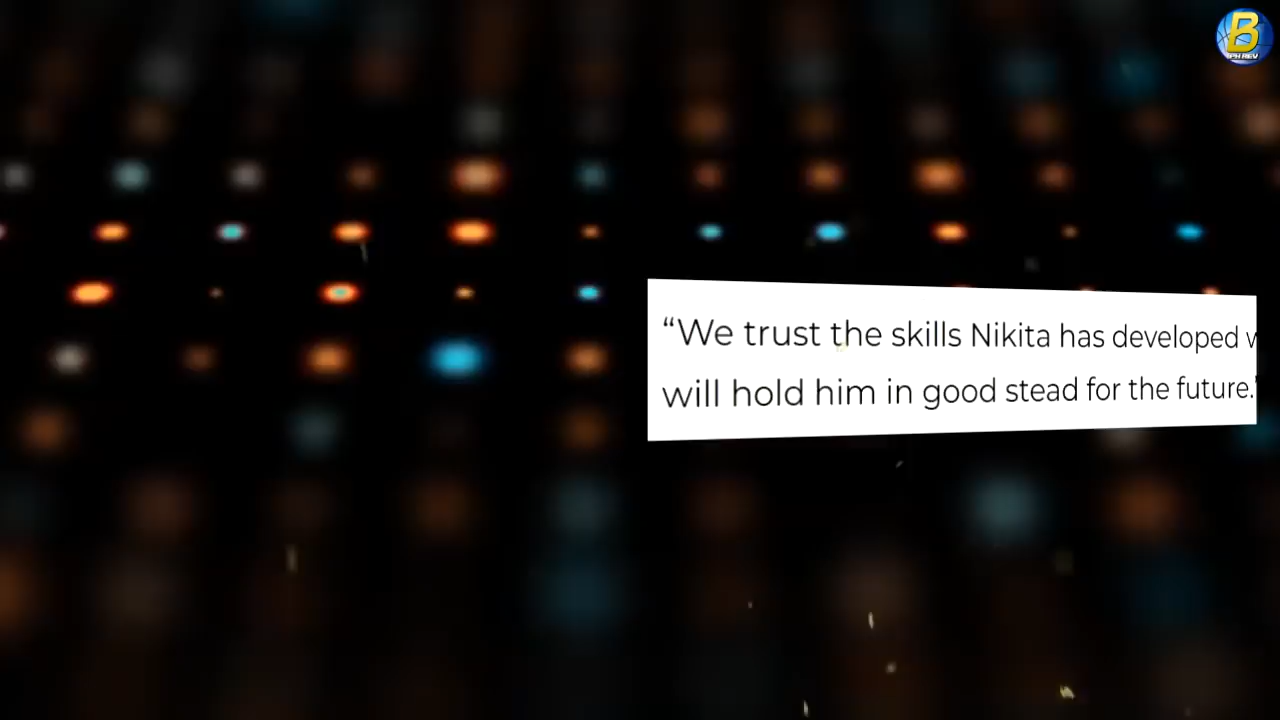 “We trust the skills Nikita has developed
will hold him in good stead for the future.
B